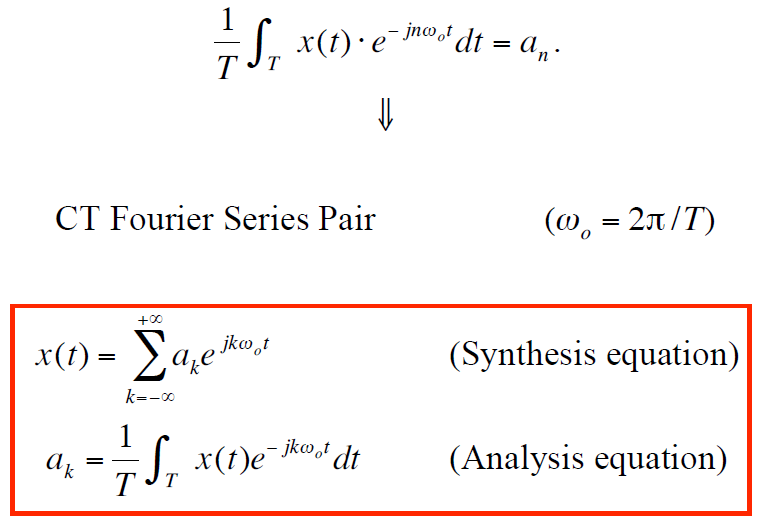 1/T ∫_T x(t) · e^{-jnω_o t} dt = a_n.
⇓
CT Fourier Series Pair (ω_o = 2π/T)
x(t) = ∑_{k=-∞}^{+∞} a_k e^{jkω_o t} (Synthesis equation)
a_k = 1/T ∫_T x(t)e^{-jkω_o t} dt (Analysis equation)